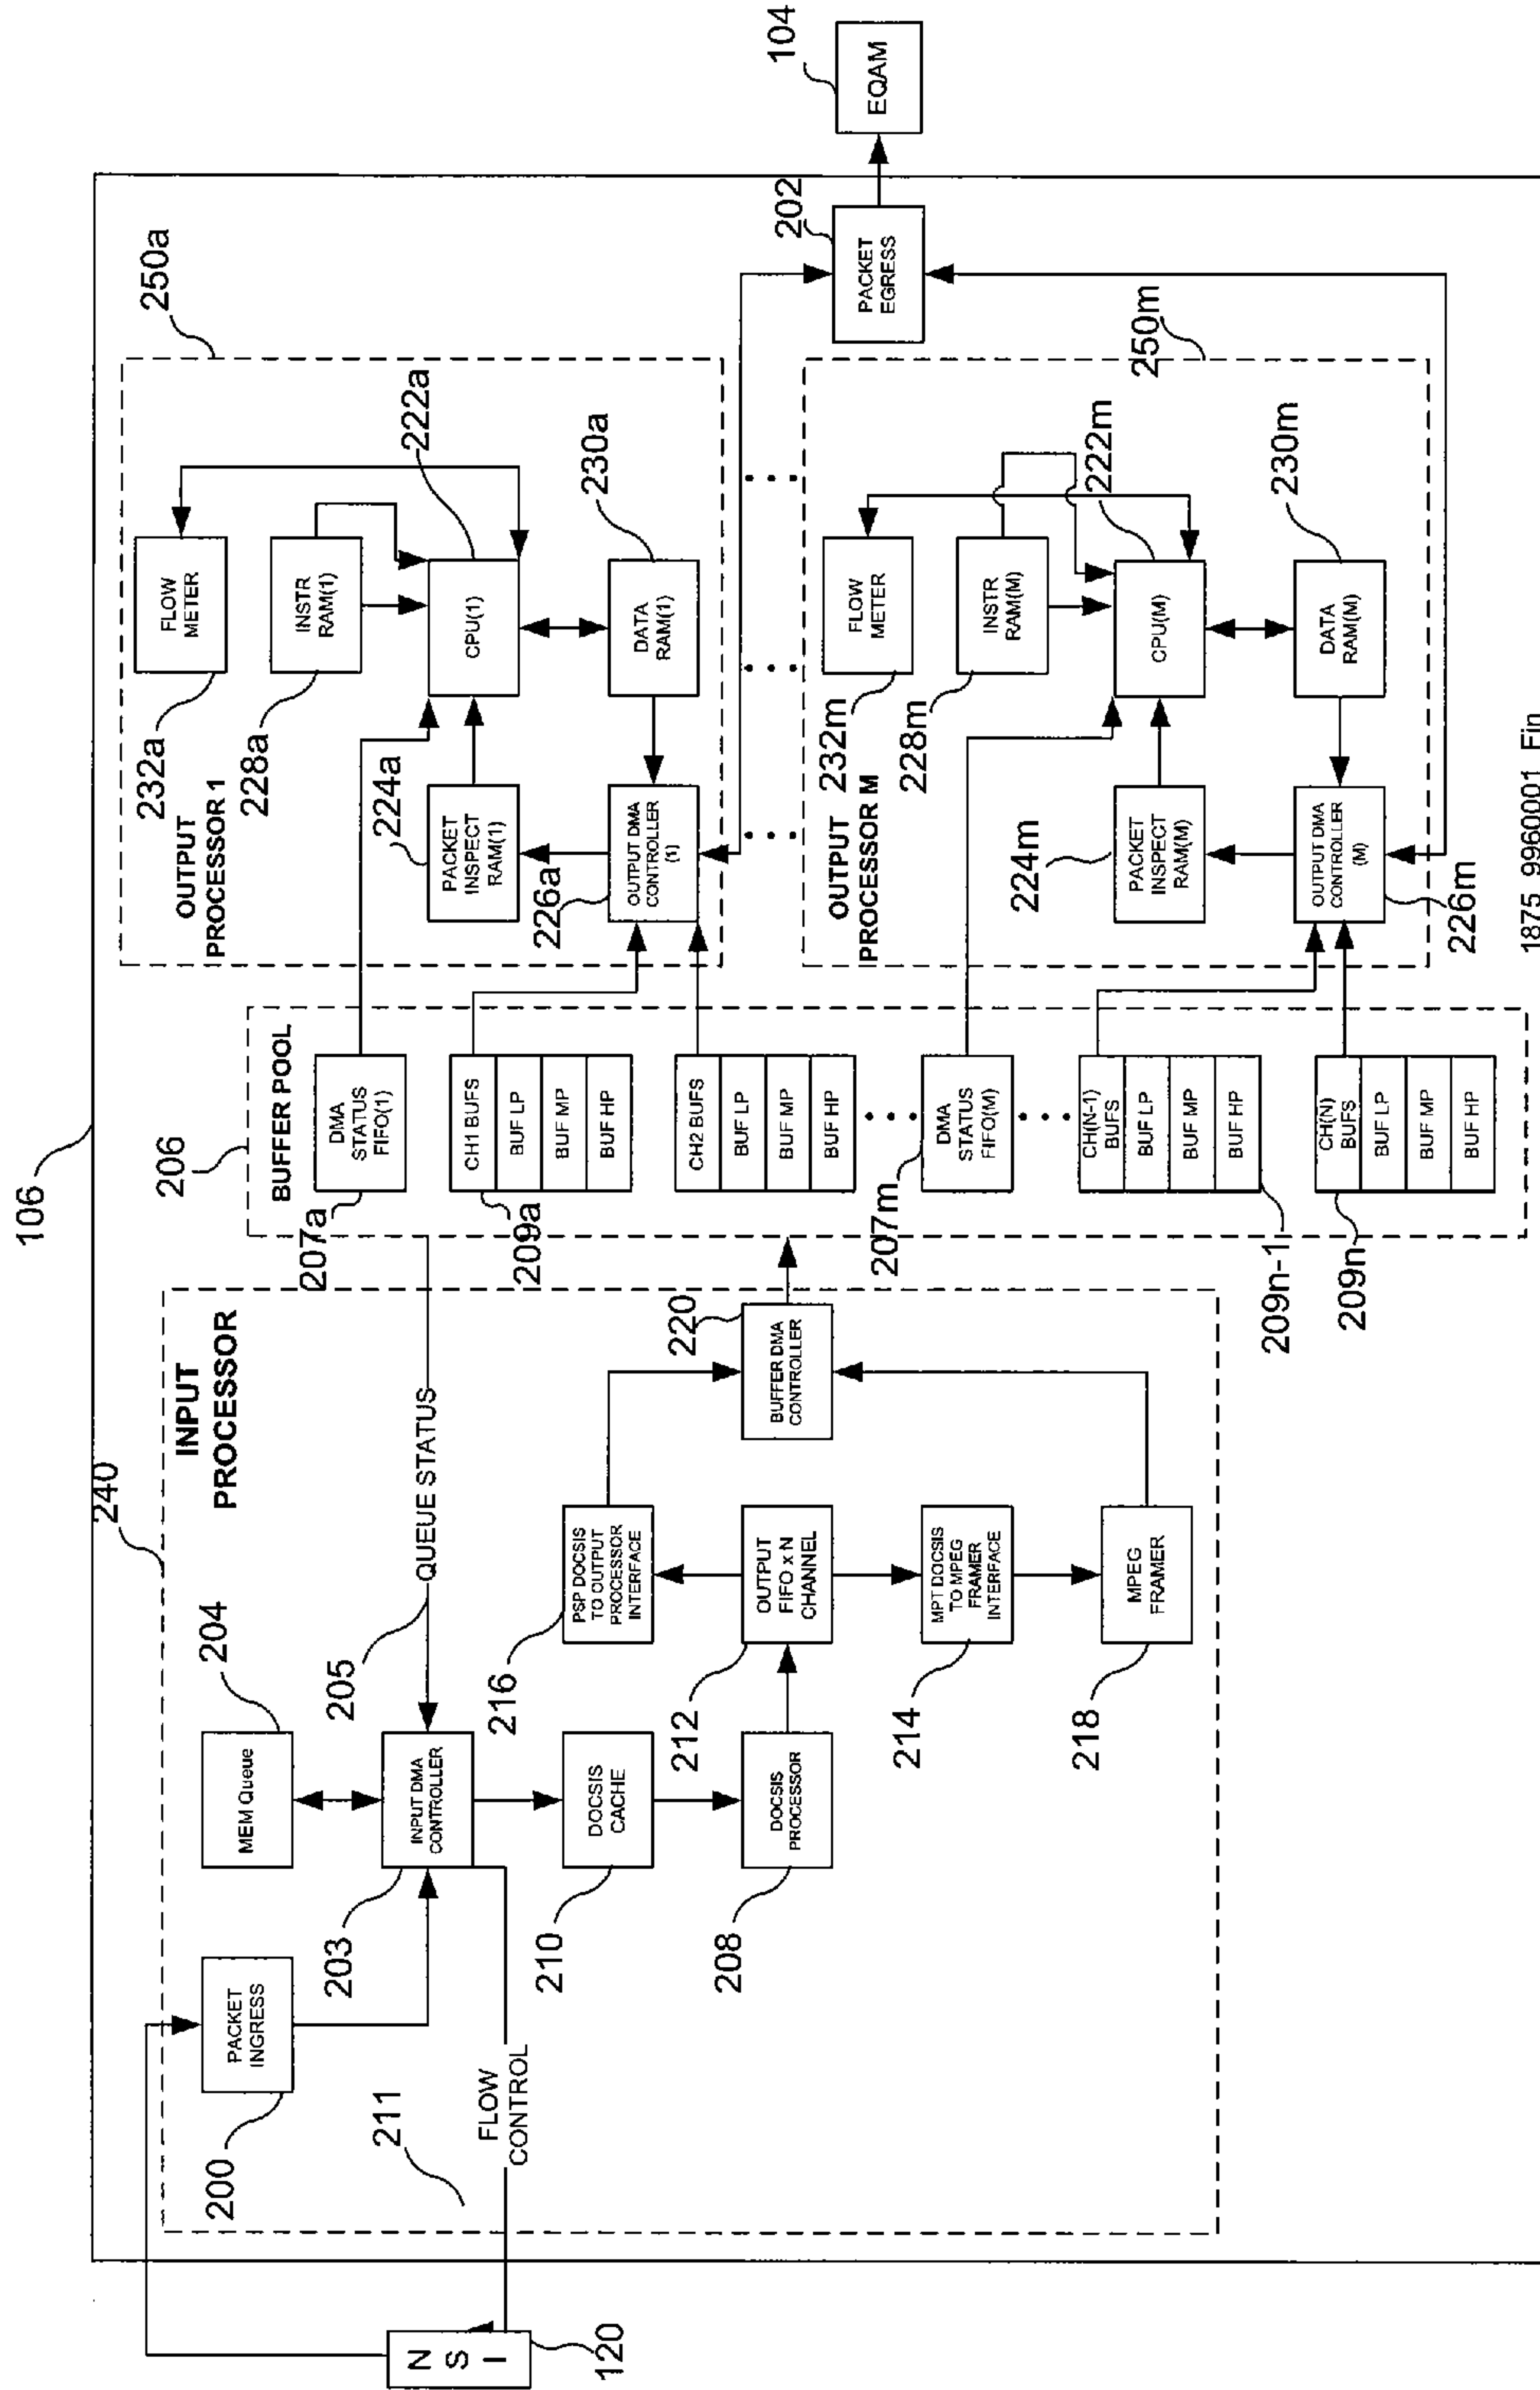 106
240
INPUT
PROCESSOR
120
N
S
I
200
PACKET
INGRESS
211
FLOW
CONTROL
204
MEM Queue
203
INPUT DMA
CONTROLLER
205
QUEUE STATUS
210
DOCSIS
CACHE
208
DOCSIS
PROCESSOR
216
PSP DOCSIS
TO OUTPUT
PROCESSOR
INTERFACE
212
OUTPUT
FIFO x N
CHANNEL
214
MPT DOCSIS
TO MPEG
FRAMER
INTERFACE
218
MPEG
FRAMER
220
BUFFER DMA
CONTROLLER
206
BUFFER POOL
207a
DMA
STATUS
FIFO(1)
209a
CH1 BUFS
BUF LP
BUF MP
BUF HP
CH2 BUFS
BUF LP
BUF MP
BUF HP
207m
DMA
STATUS
FIFO(M)
209n-1
CH(N-1)
BUFS
BUF LP
BUF MP
BUF HP
209n
CH(N)
BUFS
BUF LP
BUF MP
BUF HP
250a
OUTPUT
PROCESSOR 1
232a
FLOW
METER
228a
INSTR
RAM(1)
222a
CPU(1)
224a
PACKET
INSPECT
RAM(1)
230a
DATA
RAM(1)
226a
OUTPUT DMA
CONTROLLER
(1)
250m
OUTPUT
PROCESSOR M
232m
FLOW
METER
228m
INSTR
RAM(M)
222m
CPU(M)
224m
PACKET
INSPECT
RAM(M)
230m
DATA
RAM(M)
226m
OUTPUT DMA
CONTROLLER
(M)
202
PACKET
EGRESS
104
EQAM